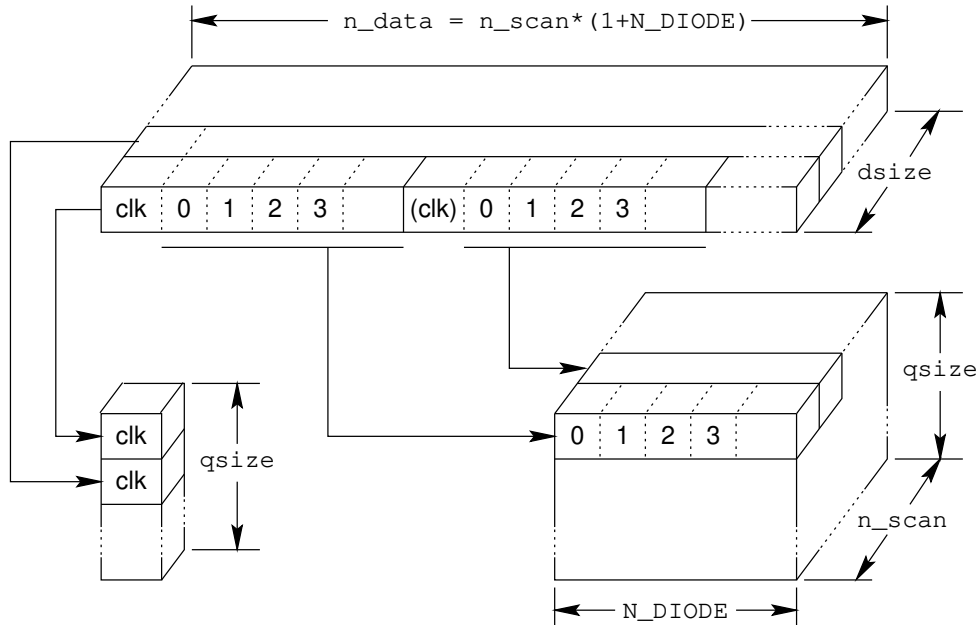 n_data = n_scan*(1+N_DIODE)
dsize
clk 0 1 2 3 (clk) 0 1 2 3
qsize
clk
0 1 2 3
qsize
clk
n_scan
N_DIODE